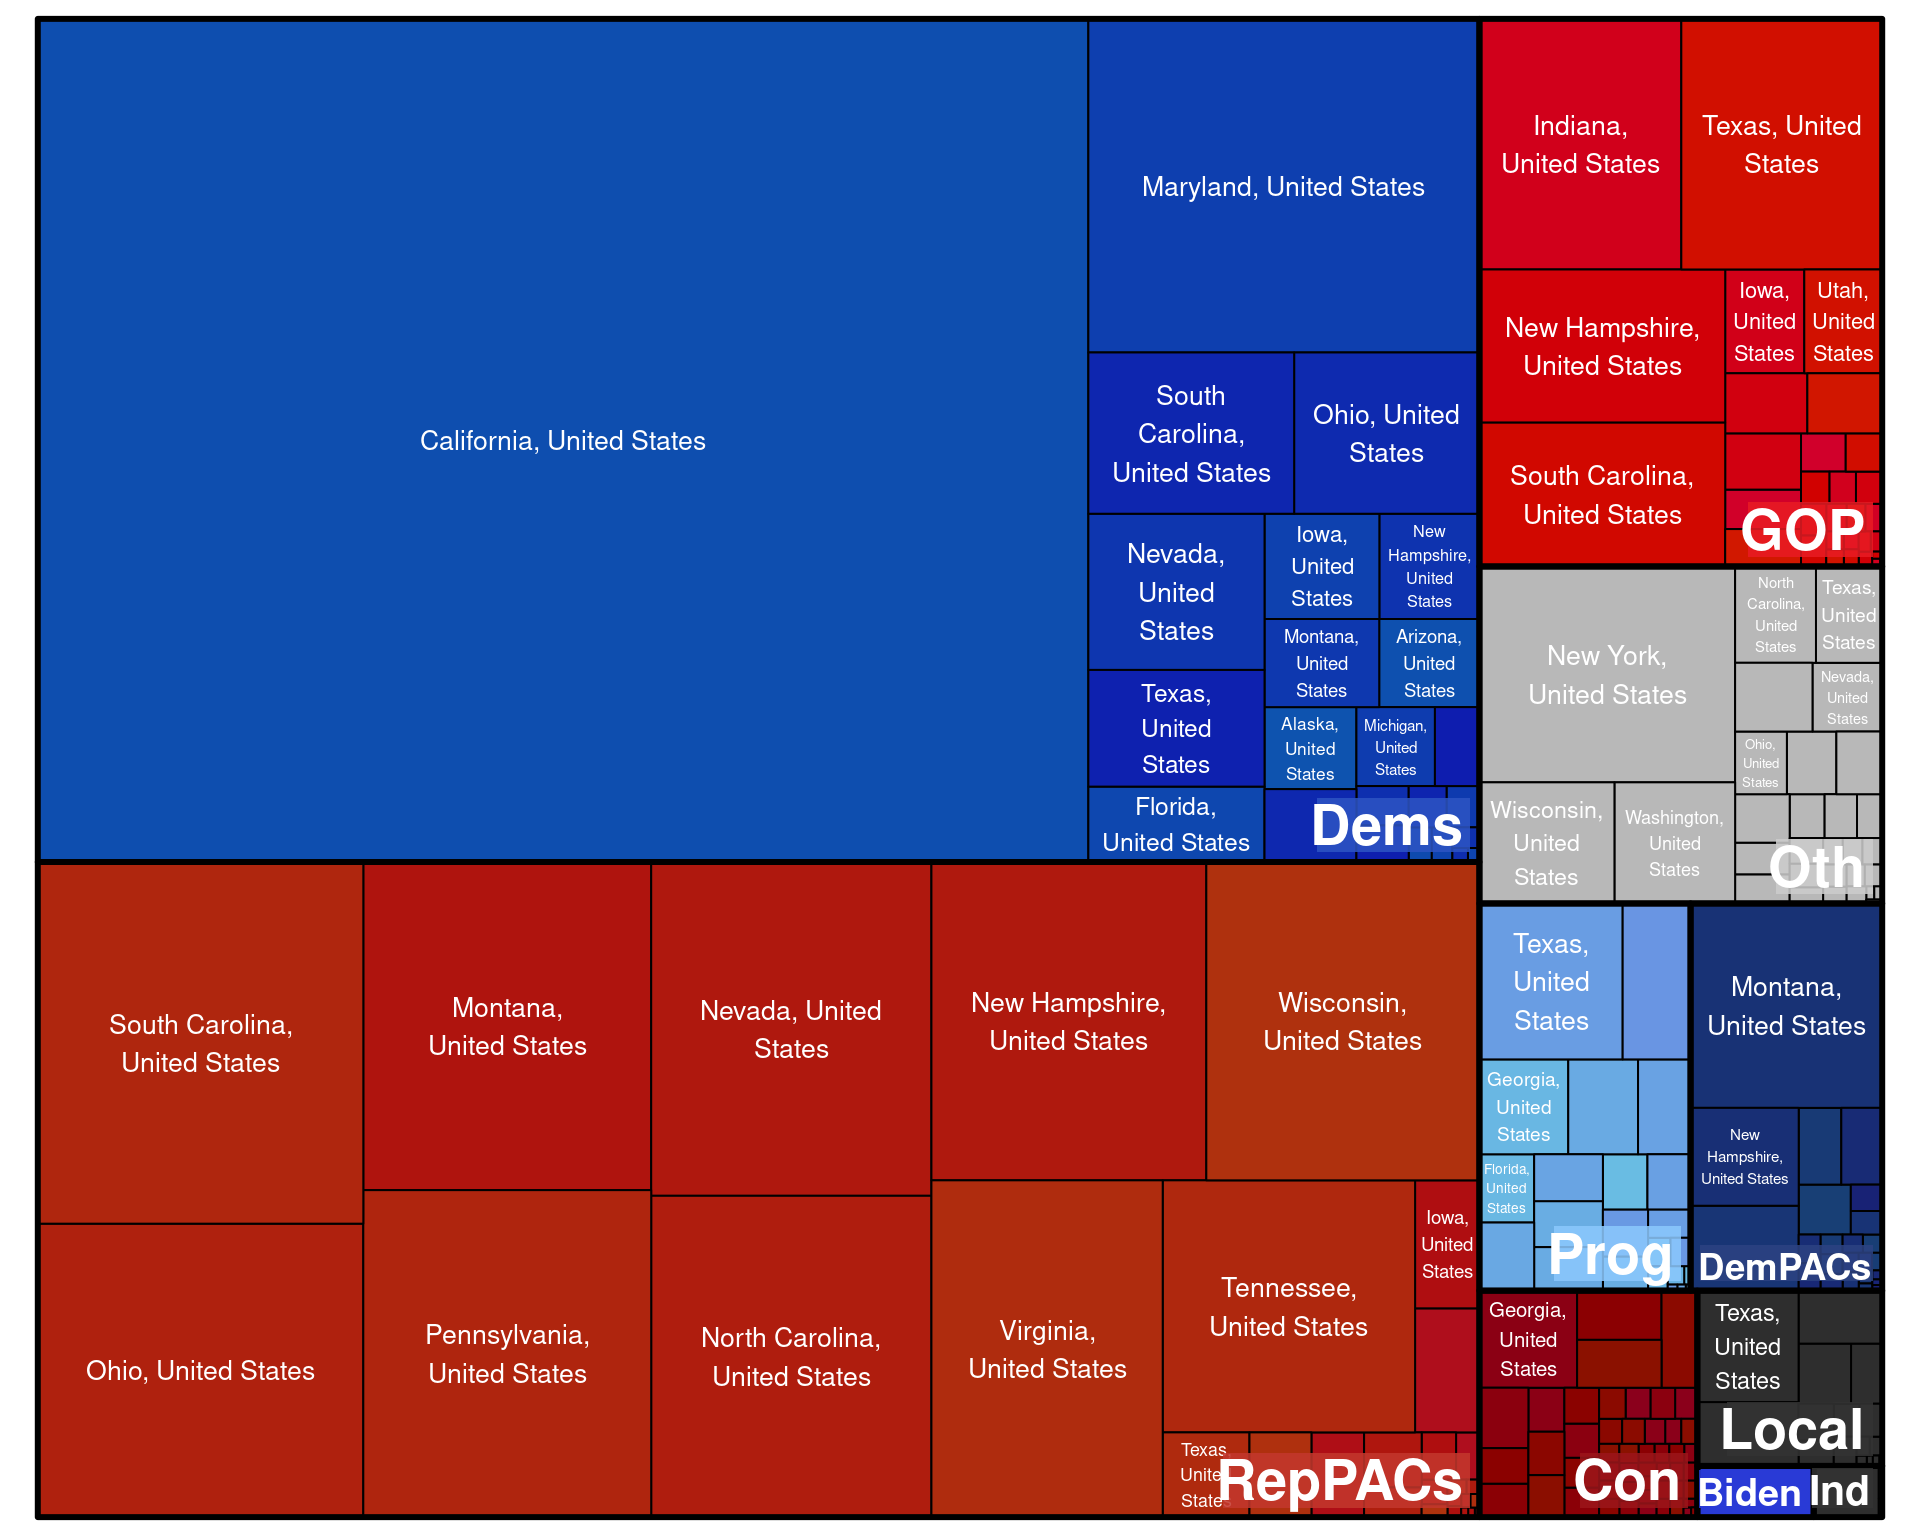 California, United States
Maryland, United States
South
Carolina,
United States
Ohio, United
States
Nevada,
United
States
Iowa,
United
States
New
Hampshire,
United
States
Montana,
United
States
Arizona,
United
States
Texas,
United
States
Alaska,
United
States
Michigan,
United
States
Florida,
United States
Dems
Indiana,
United States
Texas, United
States
New Hampshire,
United States
Iowa,
United
States
Utah,
United
States
South Carolina,
United States
GOP
New York,
United States
North
Carolina,
United
States
Texas,
United
States
Nevada,
United
States
Ohio,
United
States
Wisconsin,
United
States
Washington,
United
States
Oth
South Carolina,
United States
Montana,
United States
Nevada, United
States
New Hampshire,
United States
Wisconsin,
United States
Ohio, United States
Pennsylvania,
United States
North Carolina,
United States
Virginia,
United States
Tennessee,
United States
Iowa,
United
States
Texas
United
States
RepPACs
Texas,
United
States
Georgia,
United
States
Florida,
United
States
Prog
Montana,
United States
New
Hampshire,
United States
DemPACs
Georgia,
United
States
Con
Texas,
United
States
Local
Biden
Ind